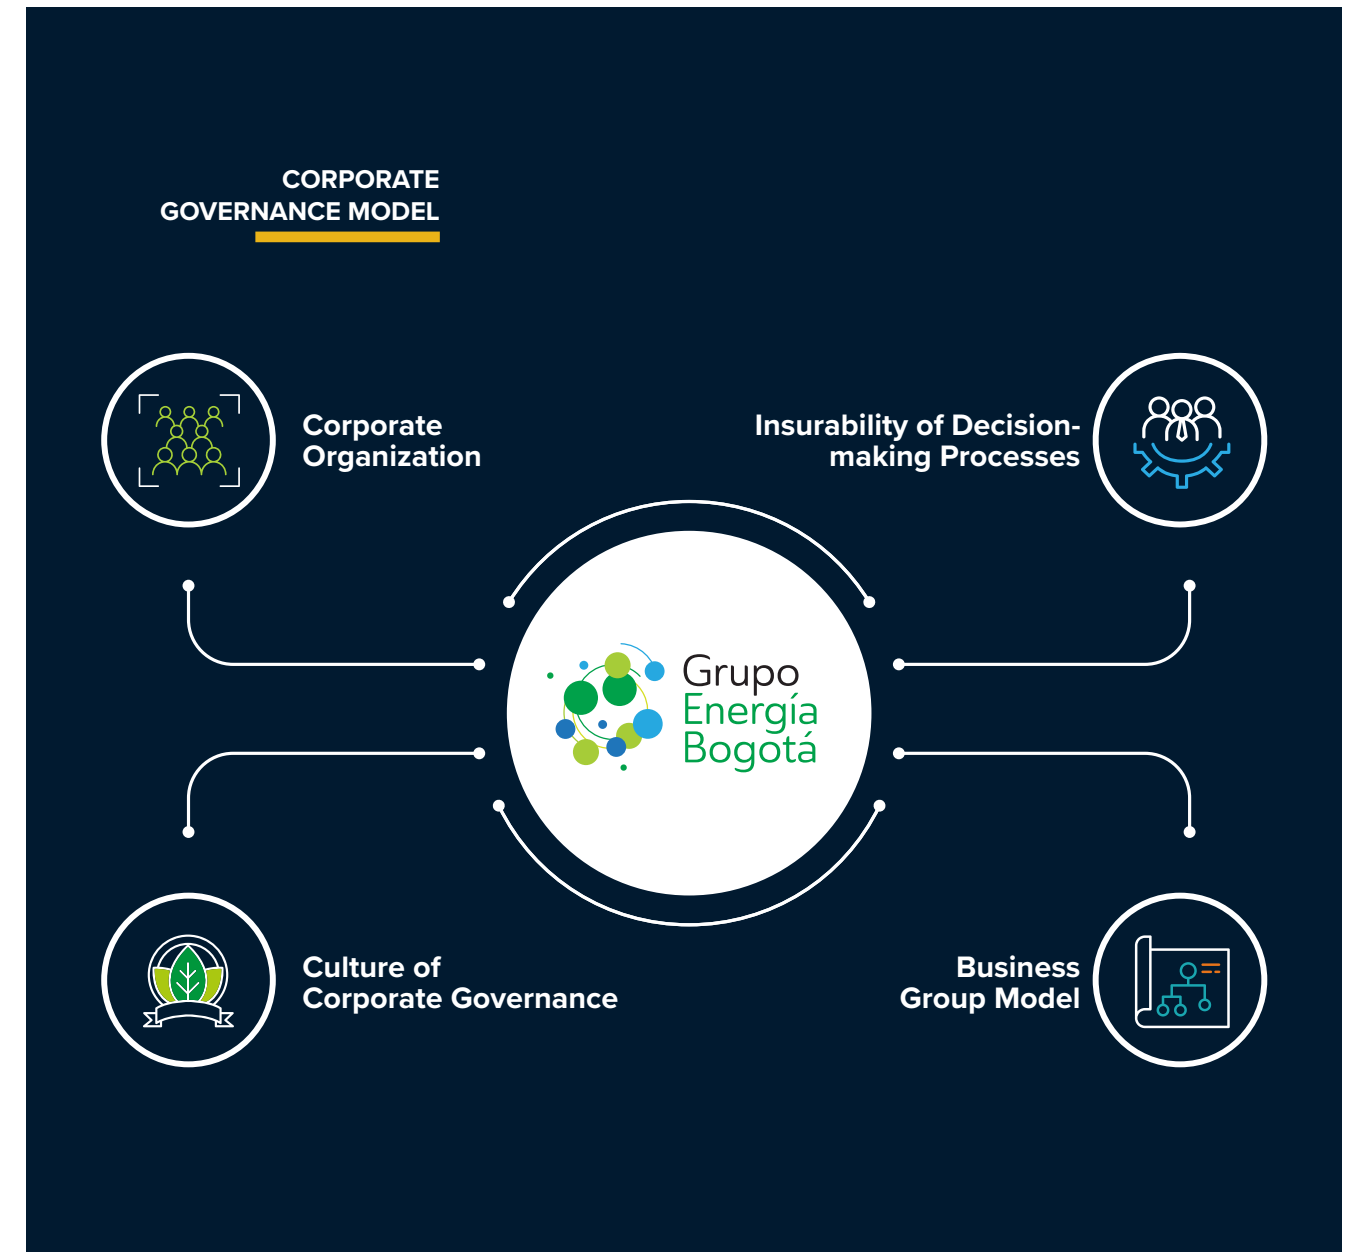 CORPORATE
GOVERNANCE MODEL
Corporate
Organization
Insurability of Decision-
making Processes
Grupo
Energía
Bogotá
Culture of
Corporate Governance
Business
Group Model